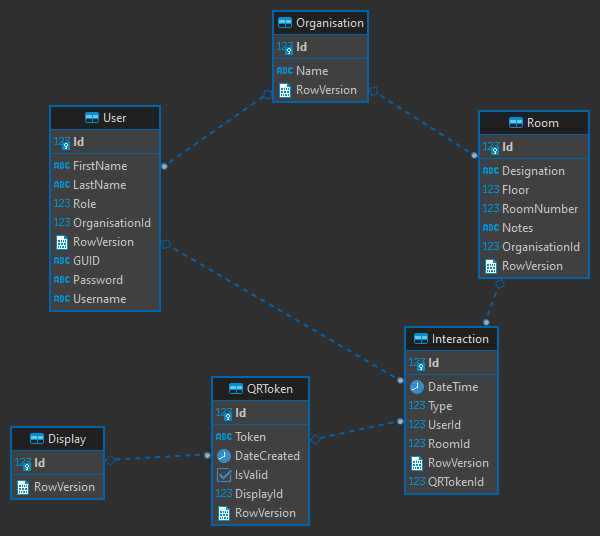 Organisation
123 Id
ABC Name
RowVersion
User
123 Id
ABC FirstName
ABC LastName
123 Role
123 OrganisationId
RowVersion
ABC GUID
ABC Password
ABC Username
Room
123 Id
ABC Designation
123 Floor
123 RoomNumber
ABC Notes
123 OrganisationId
RowVersion
Interaction
123 Id
DateTime
123 Type
123 UserId
123 RoomId
RowVersion
123 QRTokenId
QRToken
123 Id
ABC Token
DateCreated
IsValid
123 DisplayId
RowVersion
Display
123 Id
RowVersion